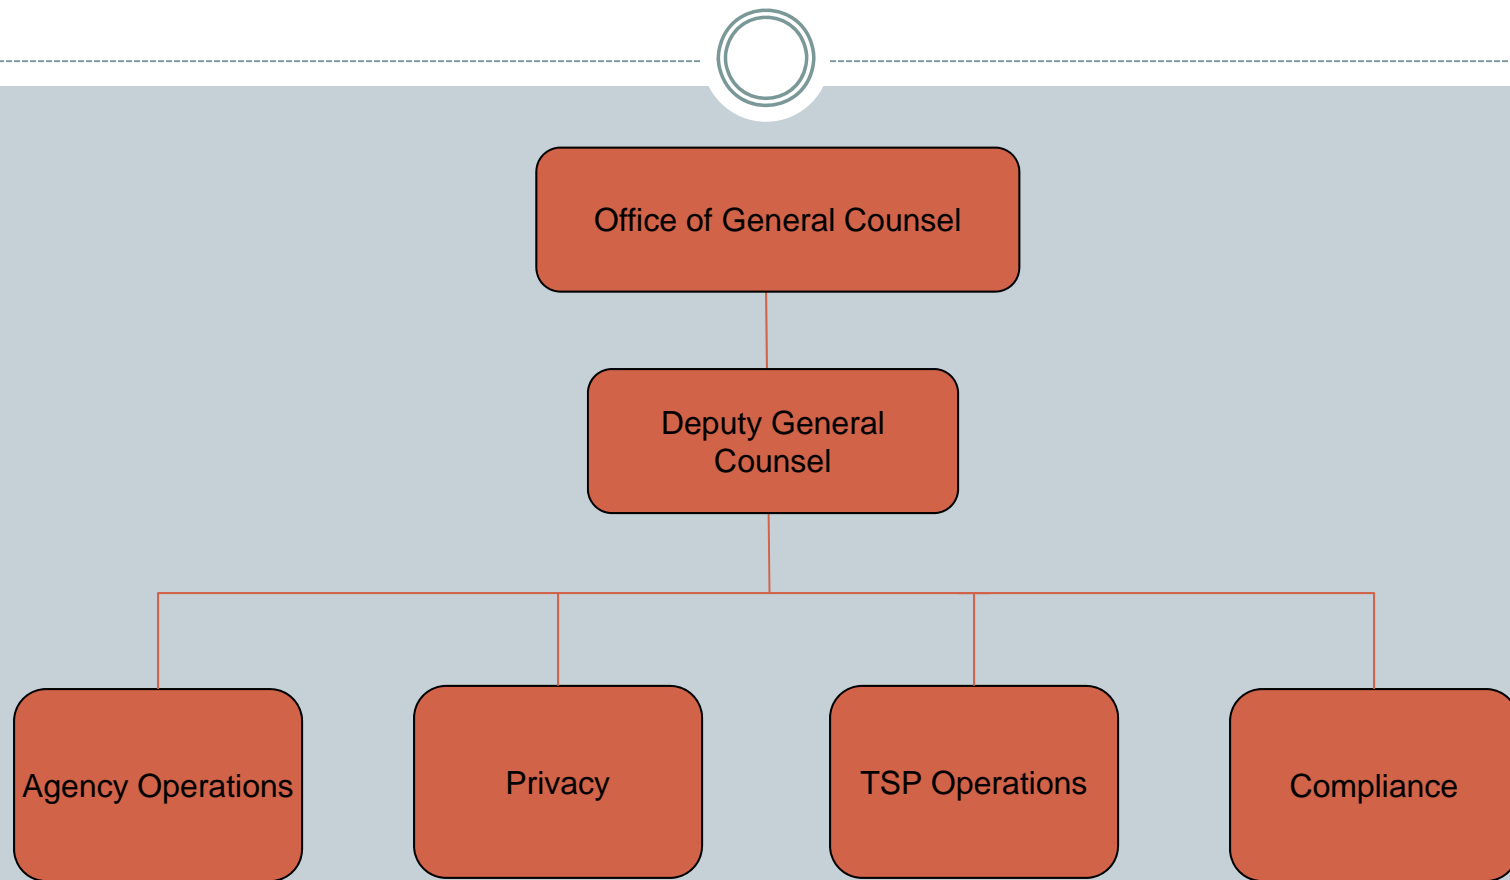 Office of General Counsel
Deputy General
Counsel
Agency Operations
Privacy
TSP Operations
Compliance